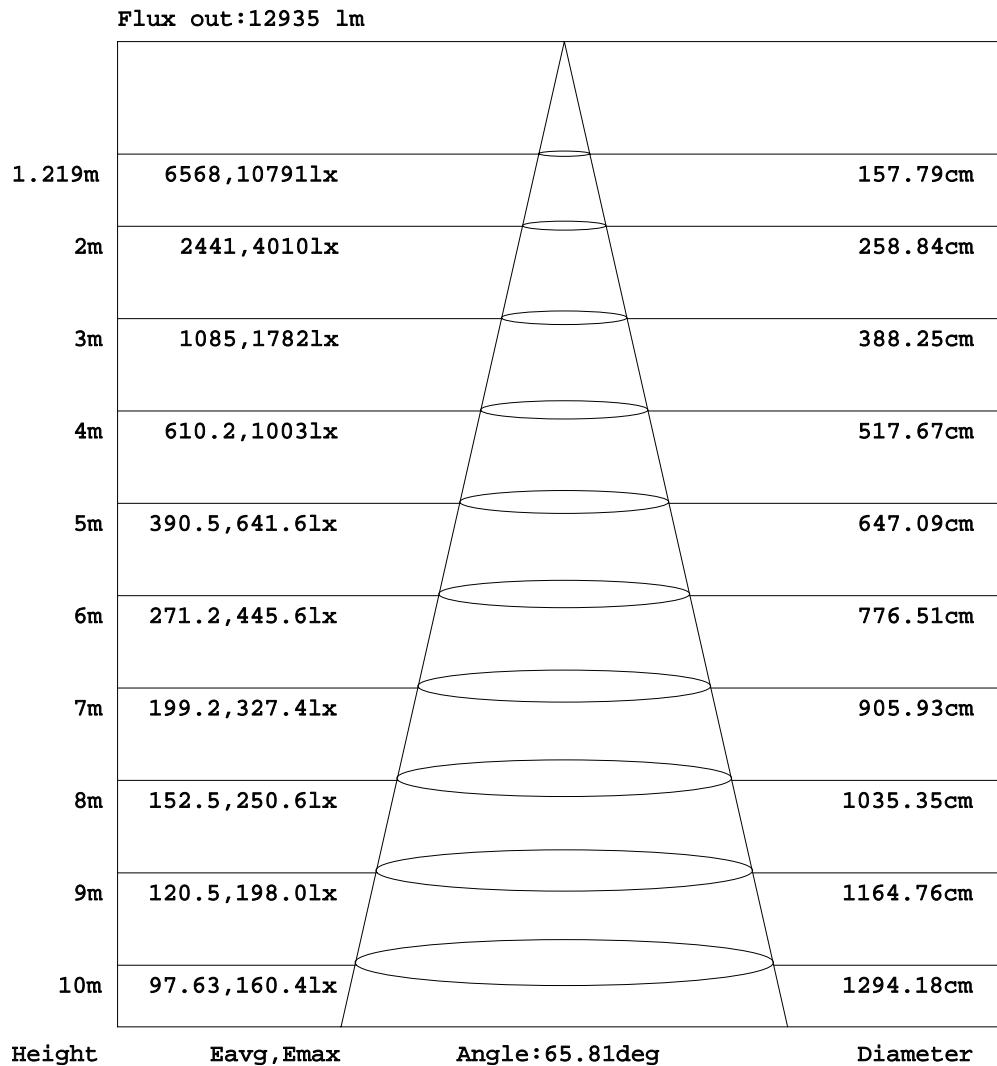 Flux out:12935 lm
1.219m 6568,10791lx 157.79cm
2m 2441,4010lx 258.84cm
3m 1085,1782lx 388.25cm
4m 610.2,1003lx 517.67cm
5m 390.5,641.6lx 647.09cm
6m 271.2,445.6lx 776.51cm
7m 199.2,327.4lx 905.93cm
8m 152.5,250.6lx 1035.35cm
9m 120.5,198.0lx 1164.76cm
10m 97.63,160.4lx 1294.18cm
Height Eavg,Emax Angle:65.81deg Diameter